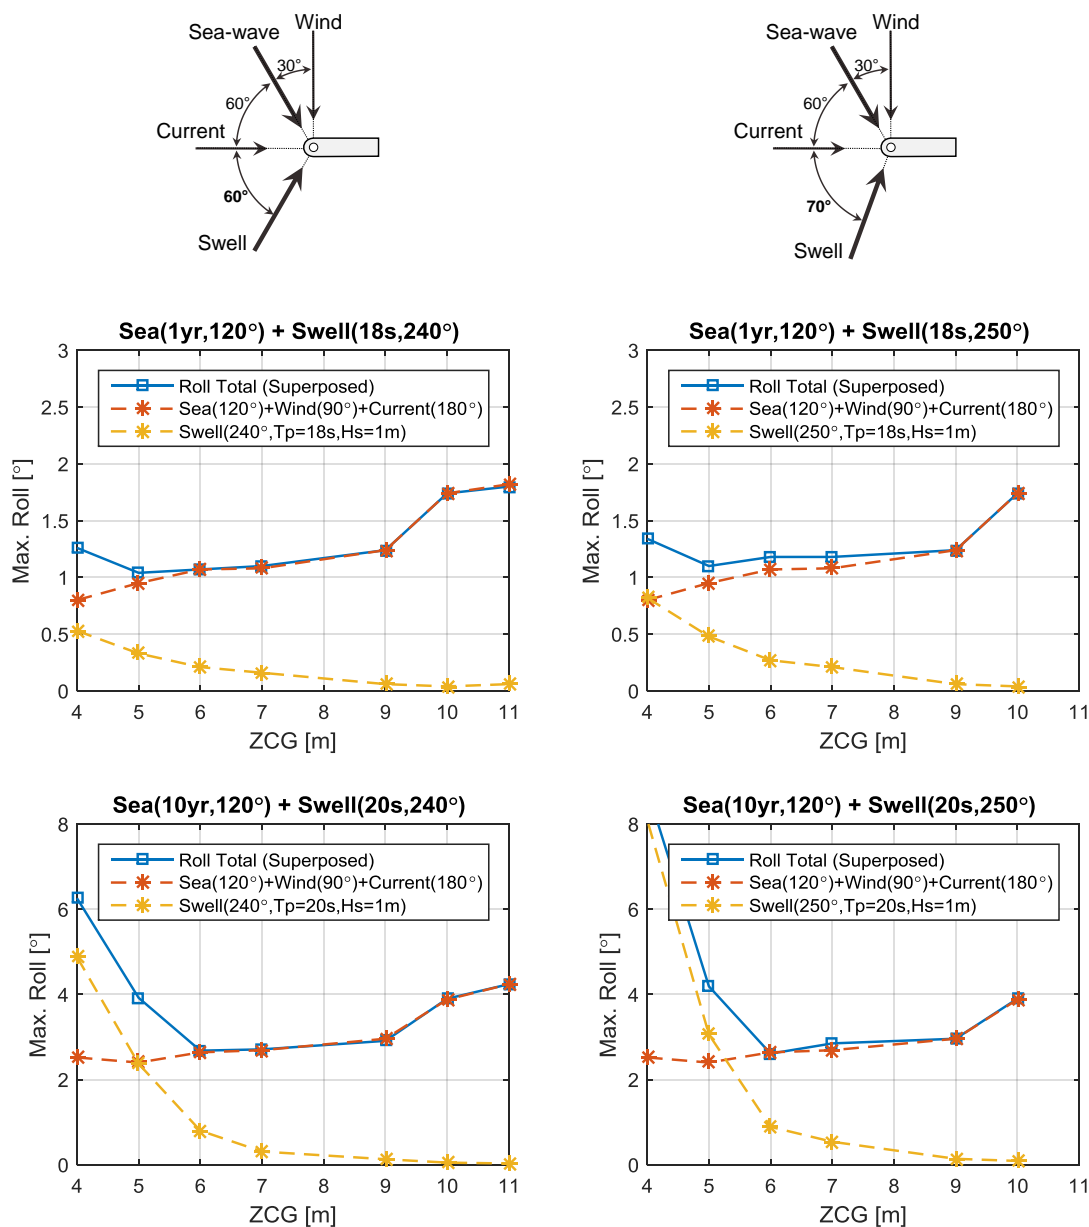 Sea-wave
Wind
30°
60°
Current
60°
Swell
Sea-wave
Wind
30°
60°
Current
70°
Swell
Sea(1yr,120°) + Swell(18s,240°)
Roll Total (Superposed)
Sea(120°)+Wind(90°)+Current(180°)
Swell(240°,Tp=18s,Hs=1m)
Max. Roll [°]
3
2.5
2
1.5
1
0.5
0
4 5 6 7 8 9 10 11
ZCG [m]
Sea(1yr,120°) + Swell(18s,250°)
Roll Total (Superposed)
Sea(120°)+Wind(90°)+Current(180°)
Swell(250°,Tp=18s,Hs=1m)
Max. Roll [°]
3
2.5
2
1.5
1
0.5
0
4 5 6 7 8 9 10 11
ZCG [m]
Sea(10yr,120°) + Swell(20s,240°)
Roll Total (Superposed)
Sea(120°)+Wind(90°)+Current(180°)
Swell(240°,Tp=20s,Hs=1m)
Max. Roll [°]
8
6
4
2
0
4 5 6 7 8 9 10 11
ZCG [m]
Sea(10yr,120°) + Swell(20s,250°)
Roll Total (Superposed)
Sea(120°)+Wind(90°)+Current(180°)
Swell(250°,Tp=20s,Hs=1m)
Max. Roll [°]
8
6
4
2
0
4 5 6 7 8 9 10 11
ZCG [m]